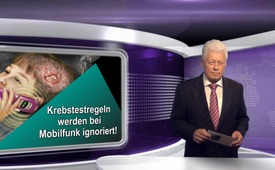 Krebstestregeln
werden bei
Mobilfunk ignoriert!